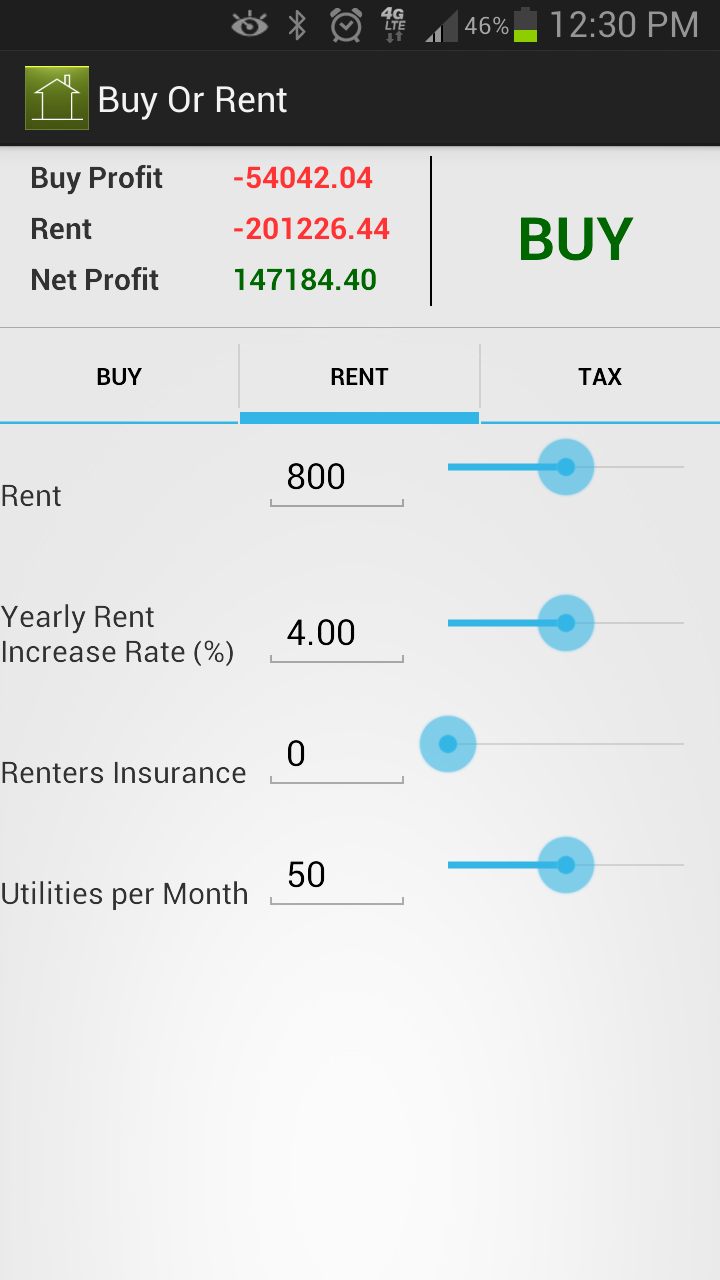 4G LTE 46% 12:30 PM
Buy Or Rent
Buy Profit -54042.04
Rent -201226.44
Net Profit 147184.40
BUY
BUY RENT TAX
Rent 800
Yearly Rent
Increase Rate (%) 4.00
Renters Insurance 0
Utilities per Month 50